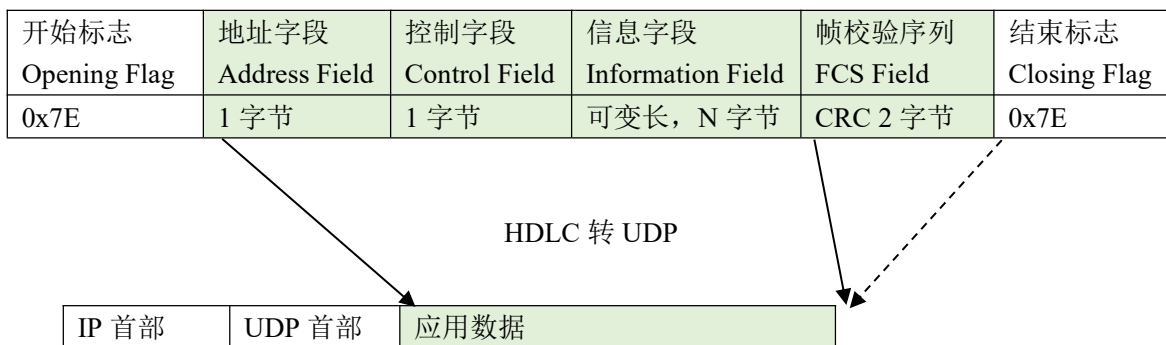 开始标志 地址字段 控制字段 信息字段 帧校验序列 结束标志
Opening Flag Address Field Control Field Information Field FCS Field Closing Flag
0x7E 1 字节 1 字节 可变长，N 字节 CRC 2 字节 0x7E
HDLC 转 UDP
IP 首部 UDP 首部 应用数据